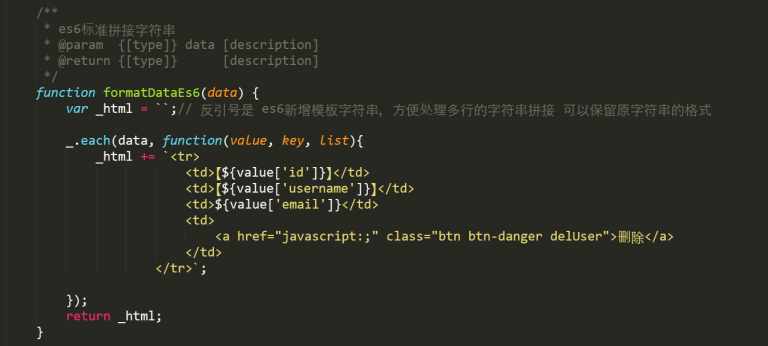 /**
 * es6标准拼接字符串
 * @param  {[type]} data [description]
 * @return {[type]}      [description]
 */
function formatDataEs6(data) {
    var _html = ``;// 反引号是 es6新增模板字符串，方便处理多行的字符串拼接 可以保留原字符串的格式
    _.each(data, function(value, key, list){
        _html += `<tr>
                    <td>【${value['id']}】</td>
                    <td>【${value['username']}】</td>
                    <td>${value['email']}</td>
                    <td>
                        <a href="javascript:;" class="btn btn-danger delUser">删除</a>
                    </td>
                </tr>`;
    });
    return _html;
}